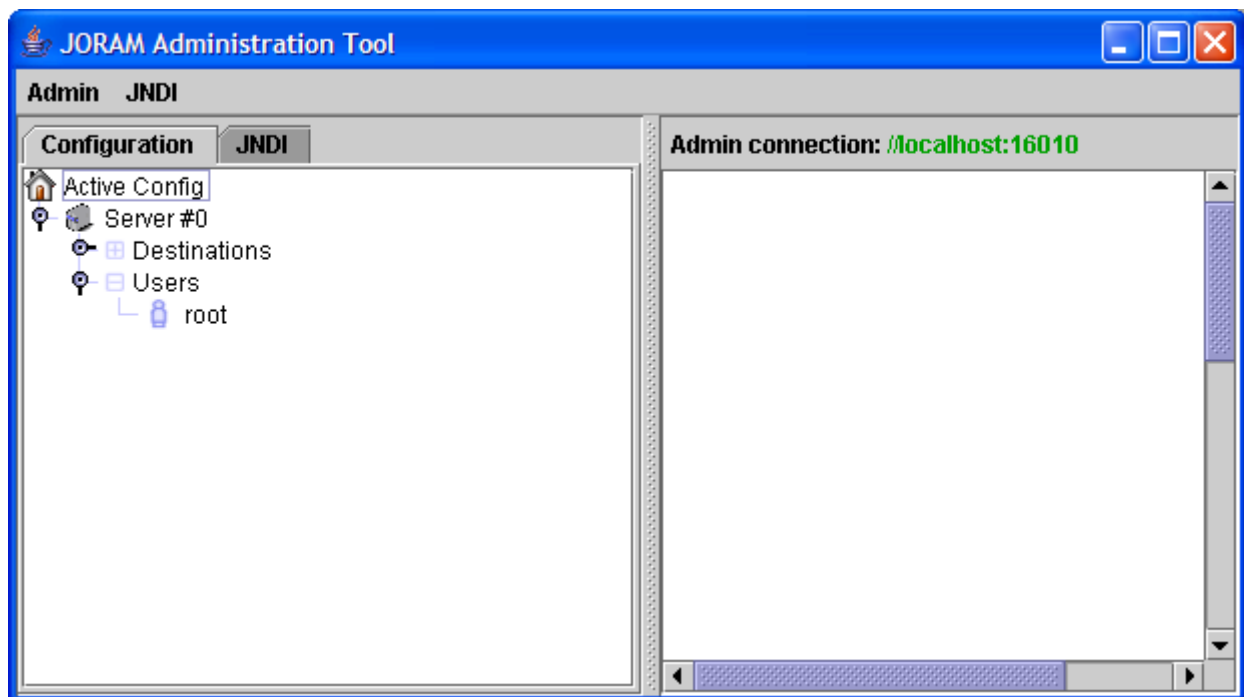 JORAM Administration Tool
Admin JNDI
Configuration JNDI
Admin connection: //localhost:16010
Active Config
Server #0
Destinations
Users
root